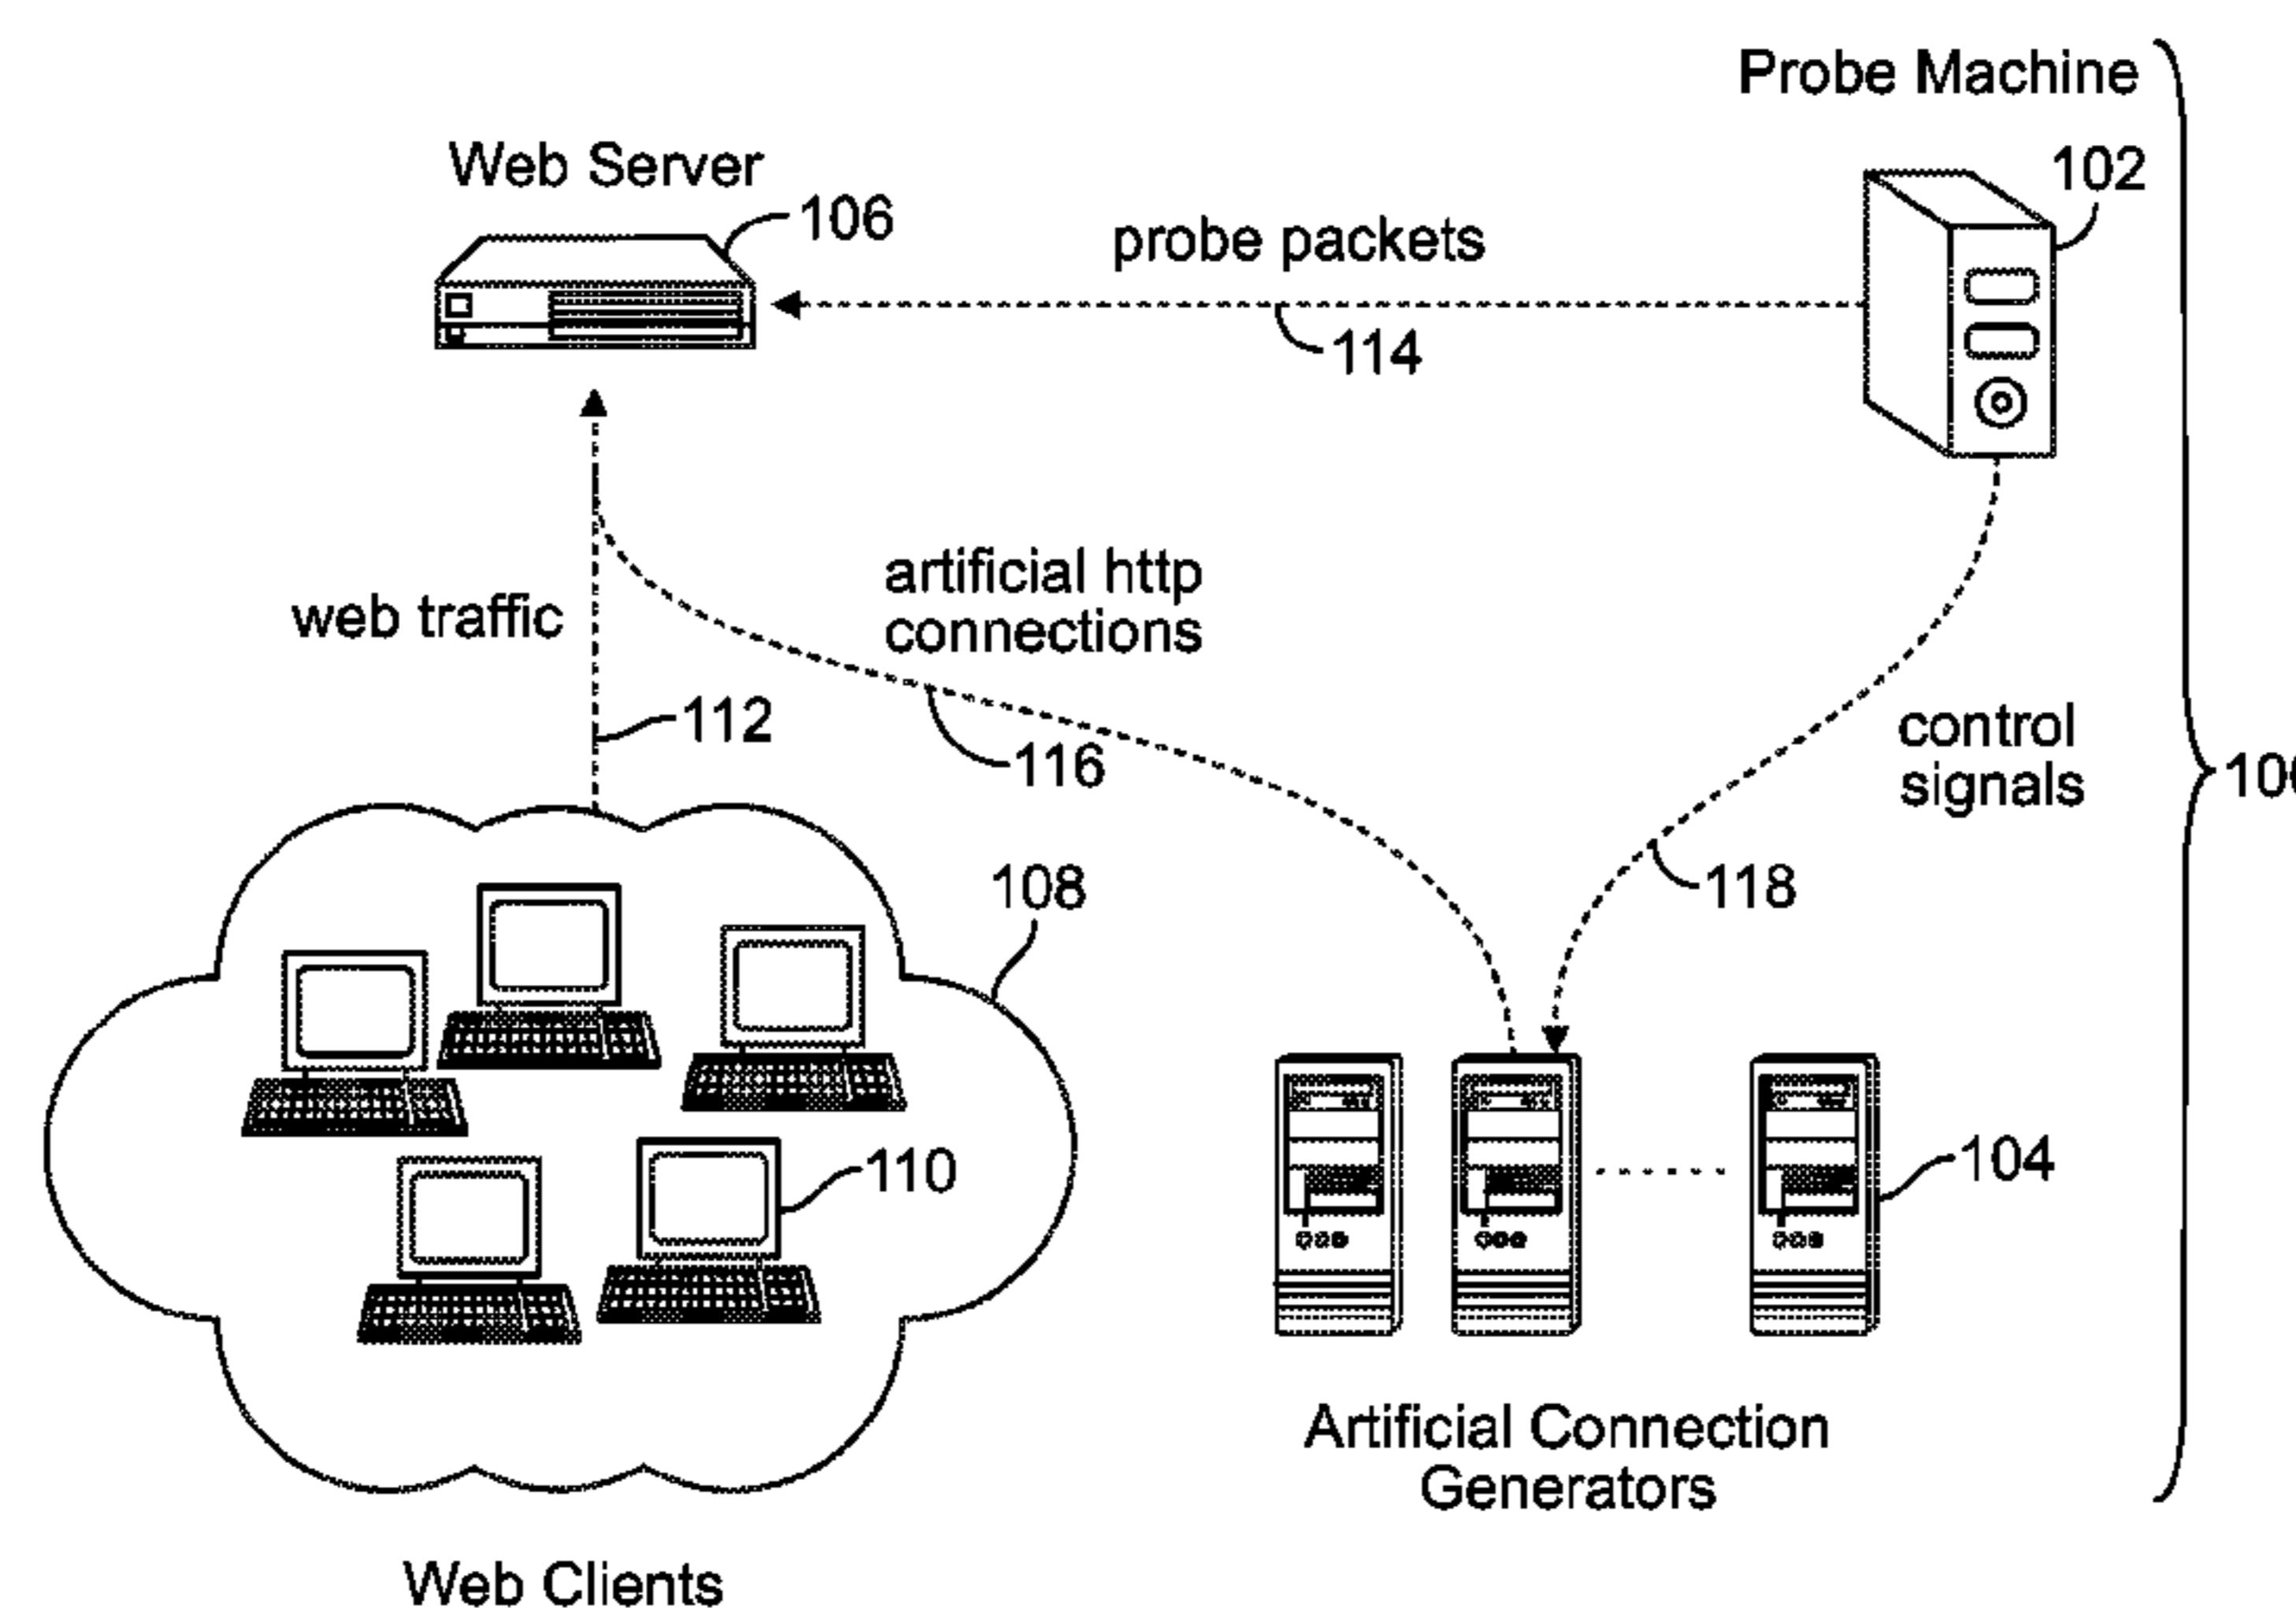 Probe Machine
102
Web Server
106
probe packets
114
artificial http
connections
web traffic
112
116
control
signals
118
108
110
104
Artificial Connection
Generators
Web Clients